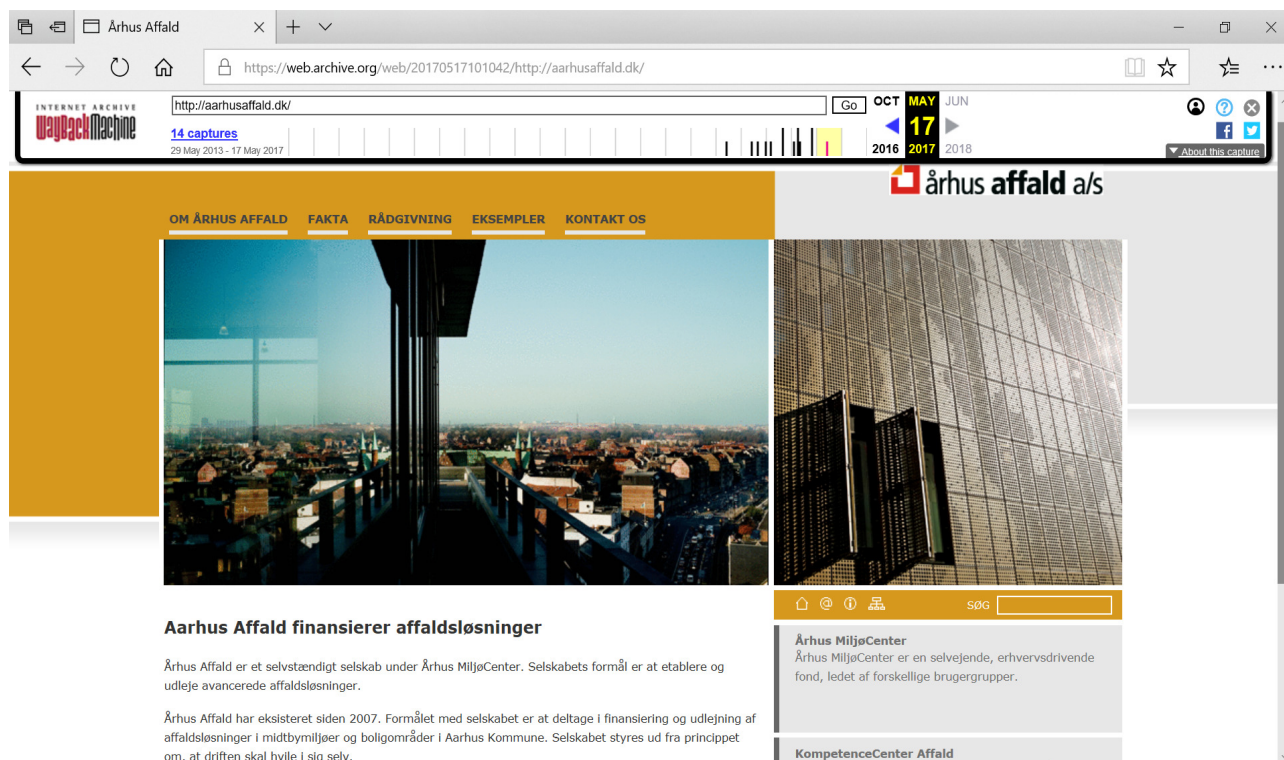 Århus Affald
https://web.archive.org/web/20170517101042/http://aarhusaffald.dk/
INTERNET ARCHIVE
WayBackMachine
http://aarhusaffald.dk/
Go
OCT MAY JUN
14 captures
17
29 May 2013 - 17 May 2017
2016 2017 2018
About this capture
århus affald a/s
OM ÅRHUS AFFALD FAKTA RÅDGIVNING EKSEMPLER KONTAKT OS
SØG
Aarhus Affald finansierer affaldsløsninger
Århus Affald er et selvstændigt selskab under Århus MiljøCenter. Selskabets formål er at etablere og
udleje avancerede affaldsløsninger.
Århus Affald har eksisteret siden 2007. Formålet med selskabet er at deltage i finansiering og udlejning af
affaldsløsninger i midtbymiljøer og boligområder i Aarhus Kommune. Selskabet styres ud fra princippet
om, at driften skal hvile i sig selv.
Århus MiljøCenter
Århus MiljøCenter er en selvejende, erhvervsdrivende
fond, ledet af forskellige brugergrupper.
KompetenceCenter Affald